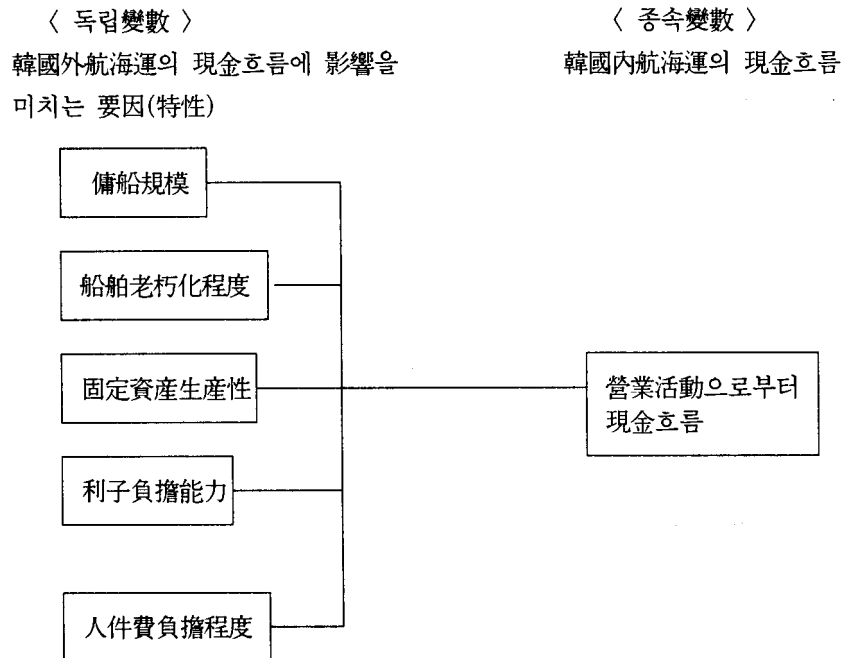 〈 독립變數 〉
韓國外航海運의 現金흐름에 影響을
미치는 要因(特性)
〈 종속變數 〉
韓國內航海運의 現金흐름
傭船規模
船舶老朽化程度
固定資産生産性
利子負擔能力
人件費負擔程度
營業活動으로부터
現金흐름